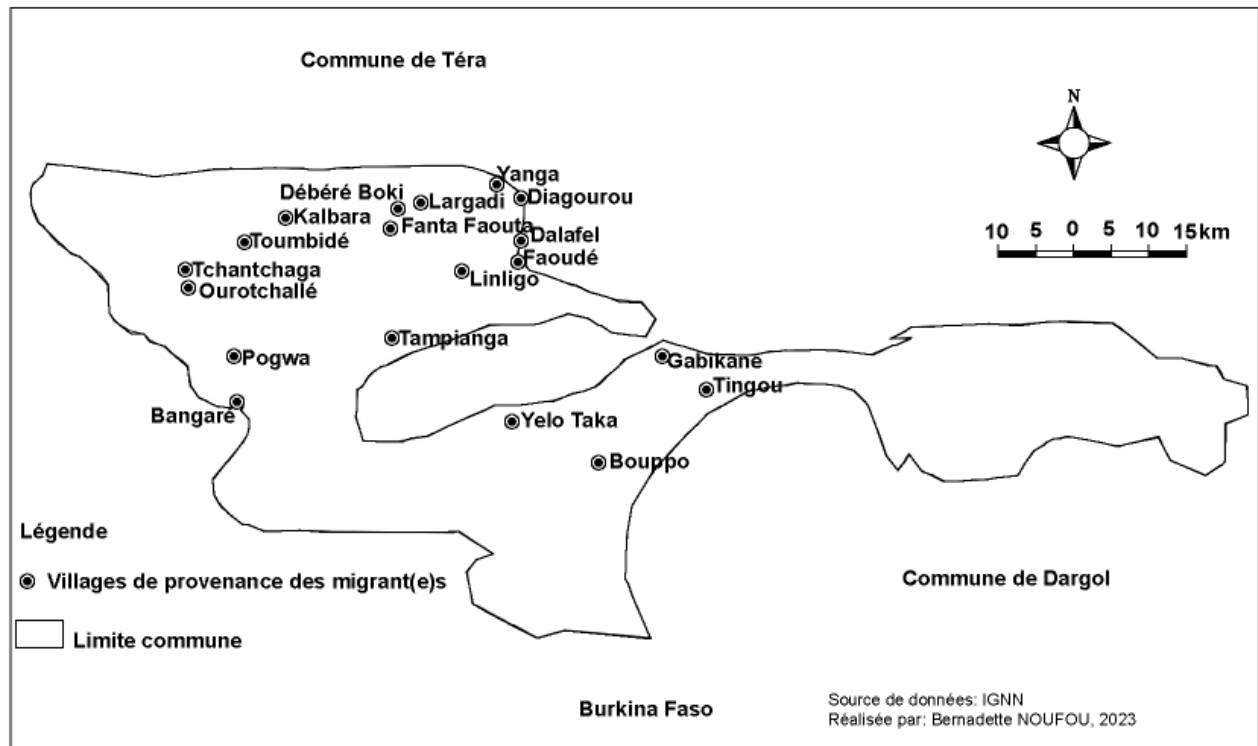 Commune de Téra
N
Yanga
Débéré Boki
Largadi
Diagourou
Kalbara
Fanta Faouta
Toumbidé
Dalafel
Faoudé
Tchantchaga
Linligo
Ourotchallé
10 5 0 5 10 15 km
Tampianga
Pogwa
Gabikane
Tingou
Bangaré
Yelo Taka
Bouppo
Légende
Villages de provenance des migrant(e)s
Limite commune
Commune de Dargol
Burkina Faso
Source de données: IGNN
Réalisée par: Bernadette NOUFOU, 2023